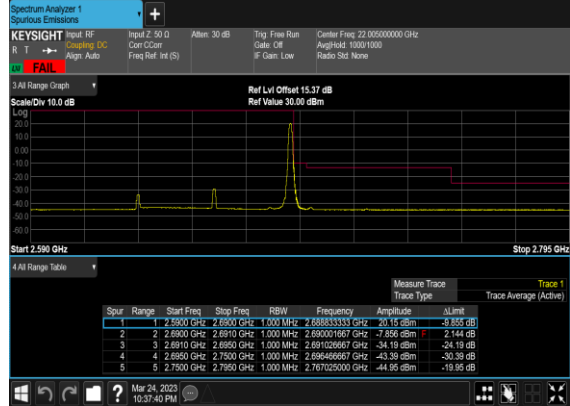 Spectrum Analyzer 1
Spurious Emissions
KEYSIGHT Input: RF Input Z: 50 Ω Atten: 30 dB Trig: Free Run Center Freq: 22.005000000 GHz
R T Coupling: DC Corr CCorr Gate: Off Avg|Hold: 1000/1000
Align: Auto Freq Ref: Int (S) IF Gain: Low Radio Std: None
LV FAIL
3 All Range Graph
Ref Lvl Offset 15.37 dB
Scale/Div 10.0 dB Ref Value 30.00 dBm
Log
20.0
10.0
0.00
-10.0
-20.0
-30.0
-40.0
-50.0
-60.0
Start 2.590 GHz Stop 2.795 GHz
4 All Range Table
Measure Trace Trace 1
Trace Type Trace Average (Active)
Spur Range Start Freq Stop Freq RBW Frequency Amplitude ΔLimit
1 1 2.5900 GHz 2.6900 GHz 1.000 MHz 2.688833333 GHz 20.15 dBm -9.855 dB
2 2 2.6900 GHz 2.6910 GHz 1.000 MHz 2.690001667 GHz -7.856 dBm F 2.144 dB
3 3 2.6910 GHz 2.6950 GHz 1.000 MHz 2.691026667 GHz -34.19 dBm -24.19 dB
4 4 2.6950 GHz 2.7500 GHz 1.000 MHz 2.696466667 GHz -43.39 dBm -30.39 dB
5 5 2.7500 GHz 2.7950 GHz 1.000 MHz 2.767025000 GHz -44.95 dBm -19.95 dB
Mar 24, 2023
10:37:40 PM